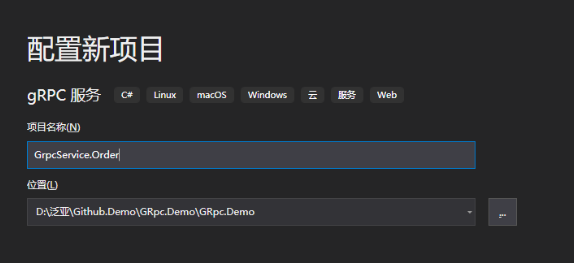 配置新项目
gRPC 服务 C# Linux macOS Windows 云 服务 Web
项目名称(N)
GrpcService.Order
位置(L)
D:\泛亚\Github.Demo\GRpc.Demo\GRpc.Demo
...